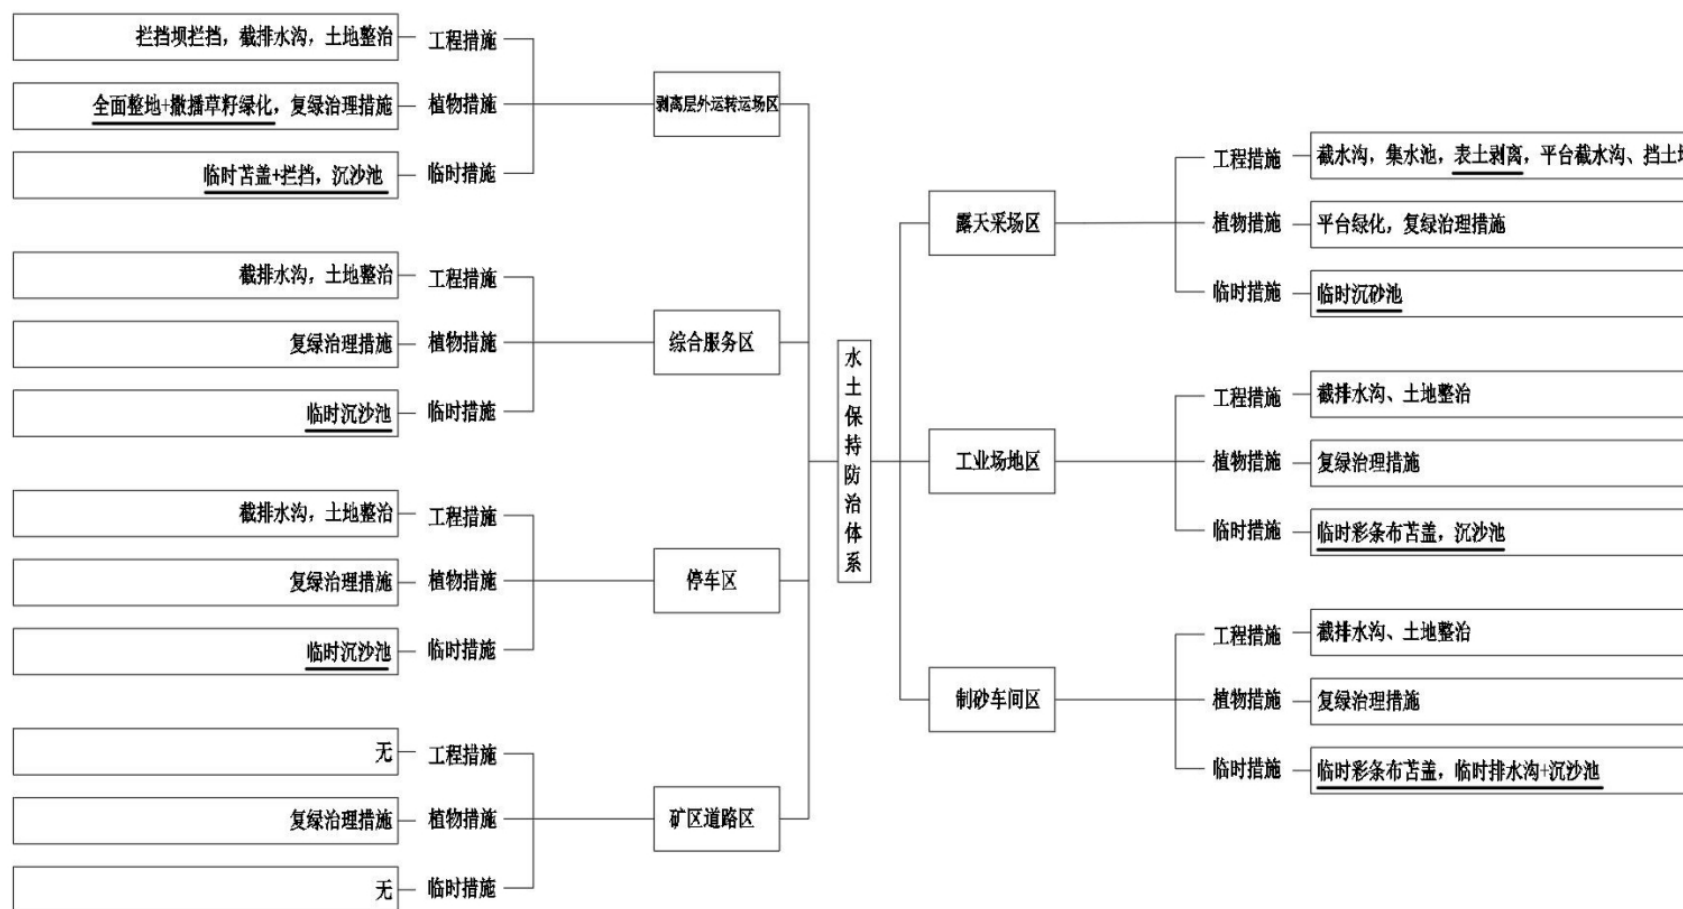 拦挡坝拦挡，截排水沟，土地整治
工程措施
全面整地+撒播草籽绿化，复绿治理措施
植物措施
剥离层外运转运场区
临时苫盖+拦挡，沉沙池
临时措施
截排水沟，土地整治
工程措施
复绿治理措施
植物措施
综合服务区
临时沉沙池
临时措施
截排水沟，土地整治
工程措施
复绿治理措施
植物措施
停车区
临时沉沙池
临时措施
无
工程措施
复绿治理措施
植物措施
矿区道路区
无
临时措施
水土保持防治体系
工程措施
截水沟，集水池，表土剥离，平台截水沟、挡土
露天采场区
植物措施
平台绿化，复绿治理措施
临时措施
临时沉砂池
工程措施
截排水沟、土地整治
工业场地区
植物措施
复绿治理措施
临时措施
临时彩条布苫盖，沉沙池
工程措施
截排水沟、土地整治
制砂车间区
植物措施
复绿治理措施
临时措施
临时彩条布苫盖，临时排水沟+沉沙池